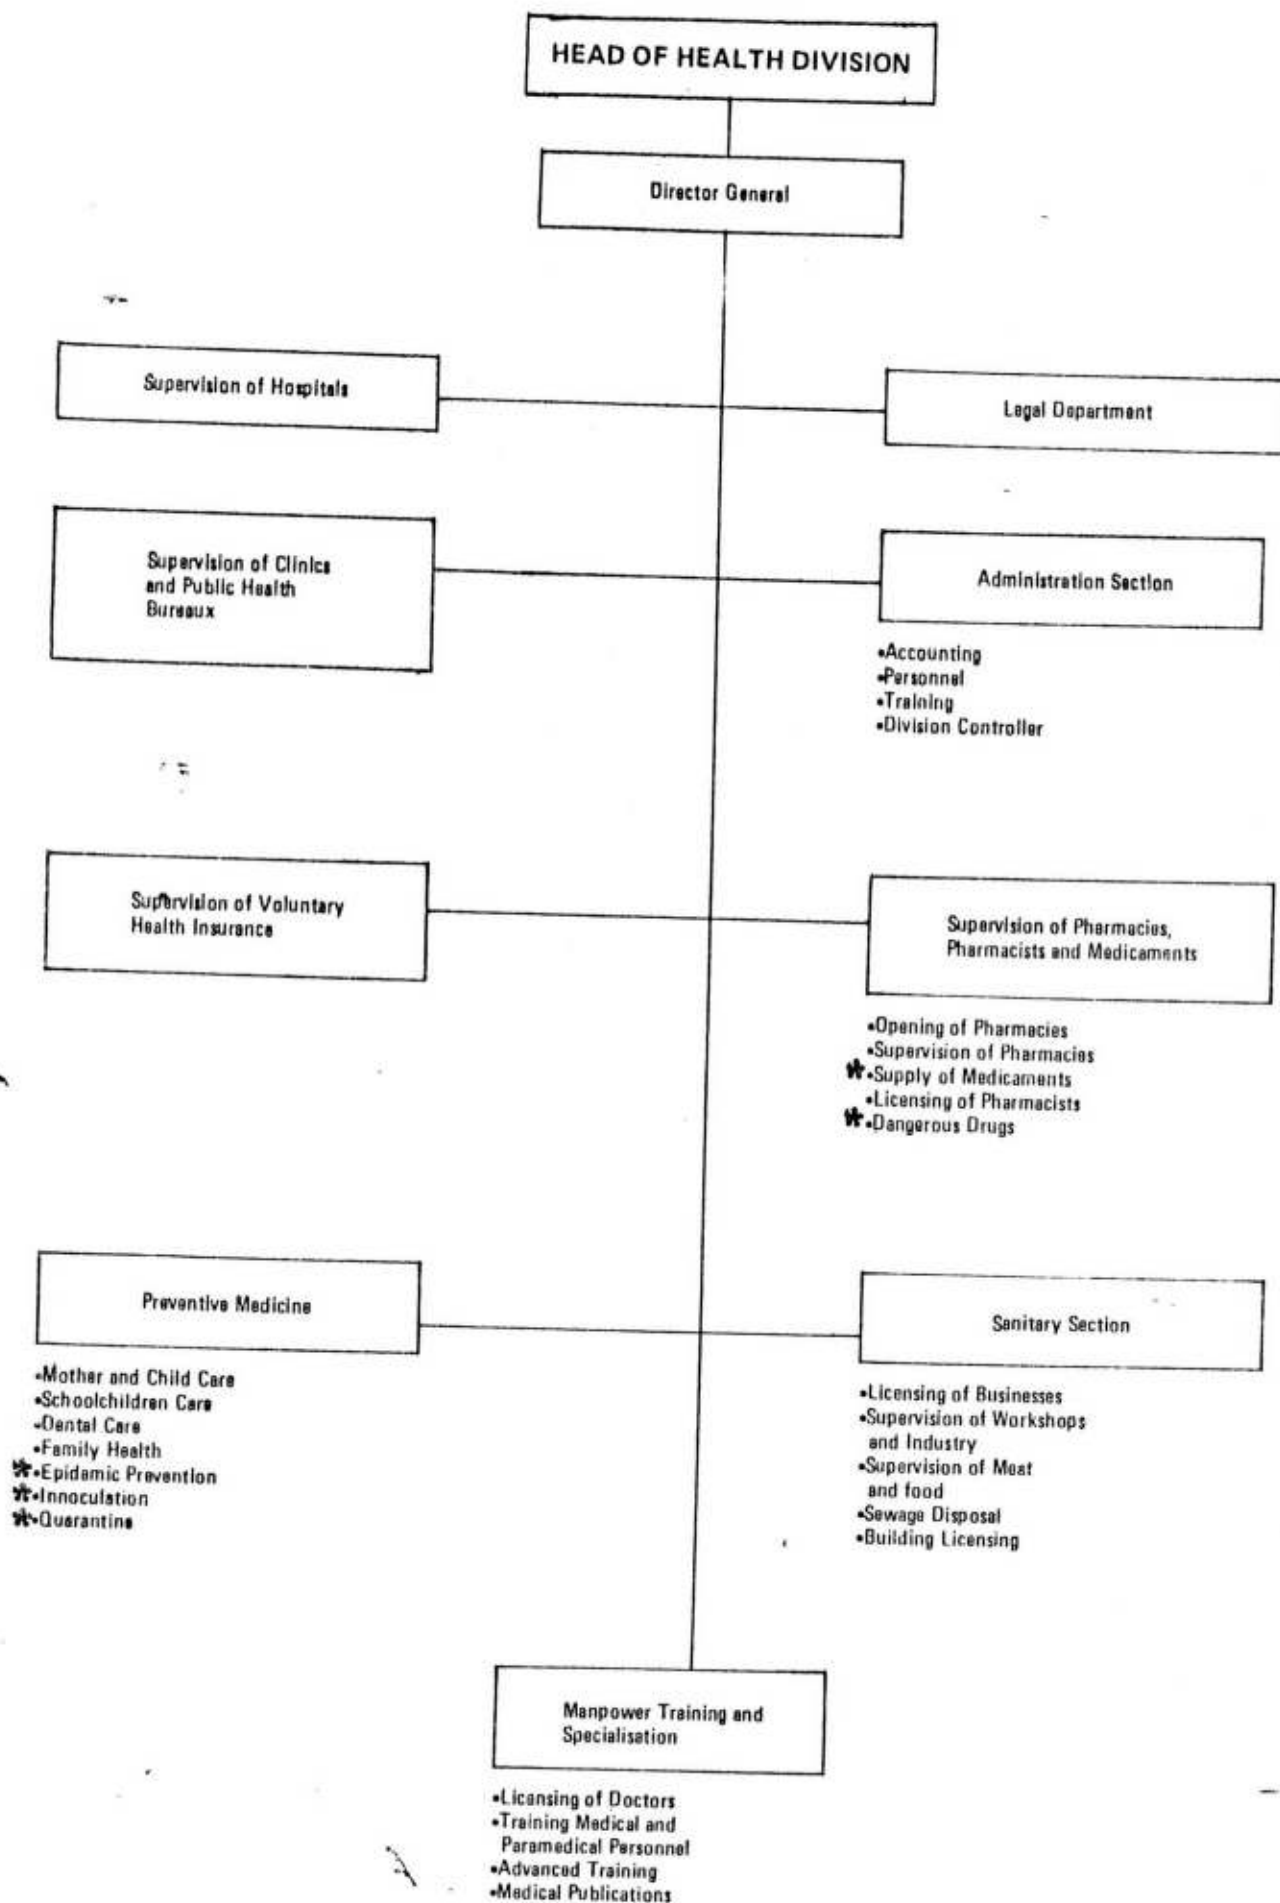 HEAD OF HEALTH DIVISION
Director General
Supervision of Hospitals
Legal Department
Supervision of Clinics
and Public Health
Bureaux
Administration Section
•Accounting
•Personnel
•Training
•Division Controller
Supervision of Voluntary
Health Insurance
Supervision of Pharmacies,
Pharmacists and Medicaments
•Opening of Pharmacies
•Supervision of Pharmacies
*•Supply of Medicaments
•Licensing of Pharmacists
*•Dangerous Drugs
Preventive Medicine
•Mother and Child Care
•Schoolchildren Care
•Dental Care
•Family Health
*•Epidemic Prevention
*•Innoculation
*•Quarantine
Sanitary Section
•Licensing of Businesses
•Supervision of Workshops
and Industry
•Supervision of Meat
and food
•Sewage Disposal
•Building Licensing
Manpower Training and
Specialisation
•Licensing of Doctors
•Training Medical and
Paramedical Personnel
•Advanced Training
•Medical Publications